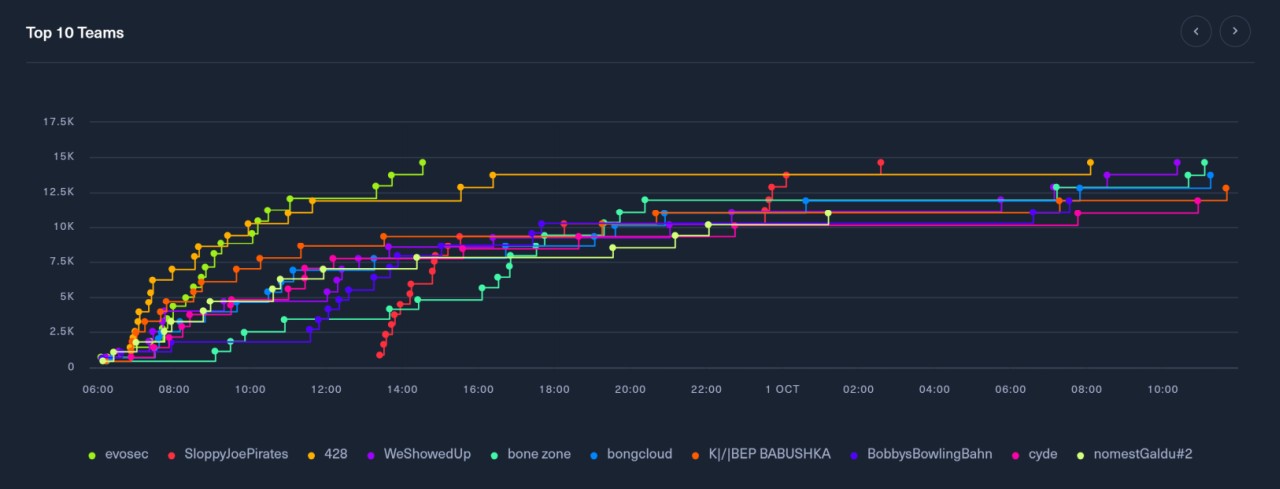 Top 10 Teams
17.5K
15K
12.5K
10K
7.5K
5K
2.5K
0
06:00 08:00 10:00 12:00 14:00 16:00 18:00 20:00 22:00 1 OCT 02:00 04:00 06:00 08:00 10:00
evosec SloppyJoePirates 428 WeShowedUp bone zone bongcloud K|/|BEP BABUSHKA BobbysBowlingBahn cyde nomestGaldu#2